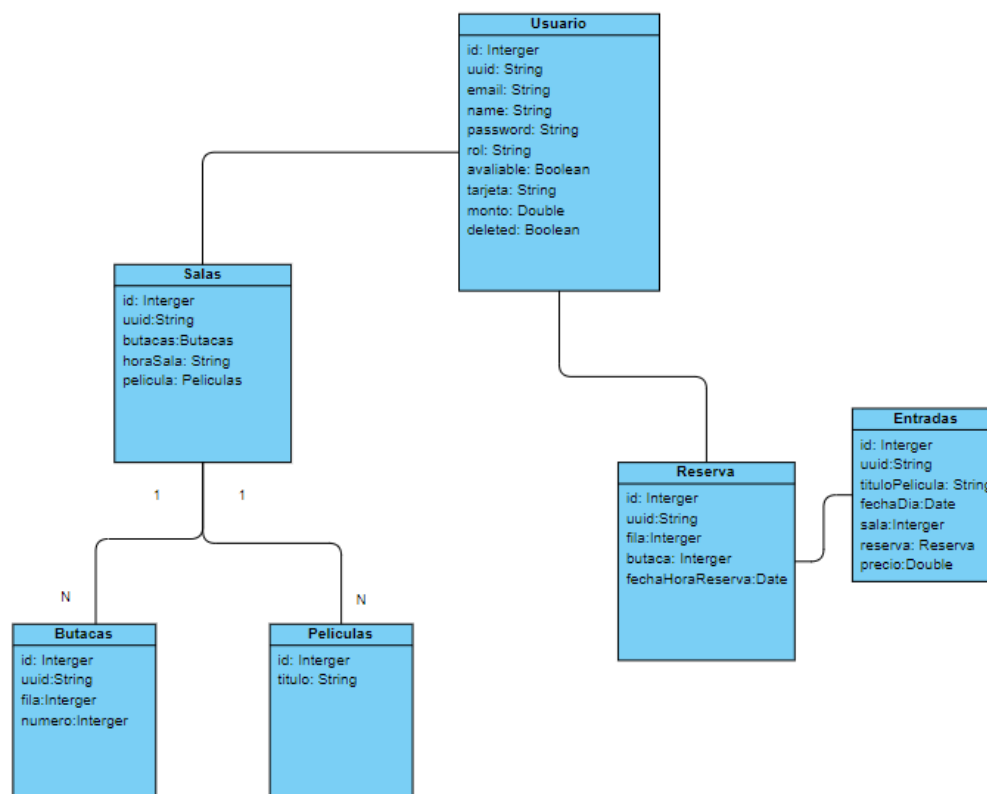 Usuario
id: Interger
uuid: String
email: String
name: String
password: String
rol: String
avaliable: Boolean
tarjeta: String
monto: Double
deleted: Boolean
Salas
id: Interger
uuid:String
butacas:Butacas
horaSala: String
pelicula: Peliculas
1
1
N
N
Butacas
id: Interger
uuid:String
fila:Interger
numero:Interger
Peliculas
id: Interger
titulo: String
Reserva
id: Interger
uuid:String
fila:Interger
butaca: Interger
fechaHoraReserva:Date
Entradas
id: Interger
uuid:String
tituloPelicula: String
fechaDia:Date
sala:Interger
reserva: Reserva
precio:Double